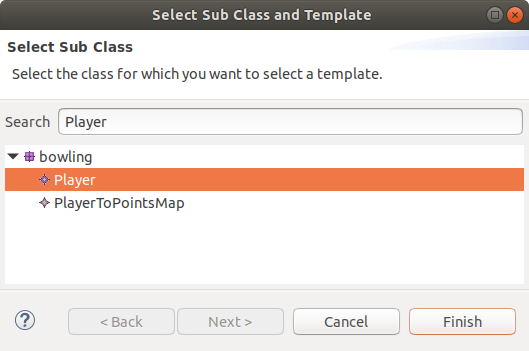 Select Sub Class and Template
Select Sub Class
Select the class for which you want to select a template.
Search Player
bowling
Player
PlayerToPointsMap
? < Back Next > Cancel Finish